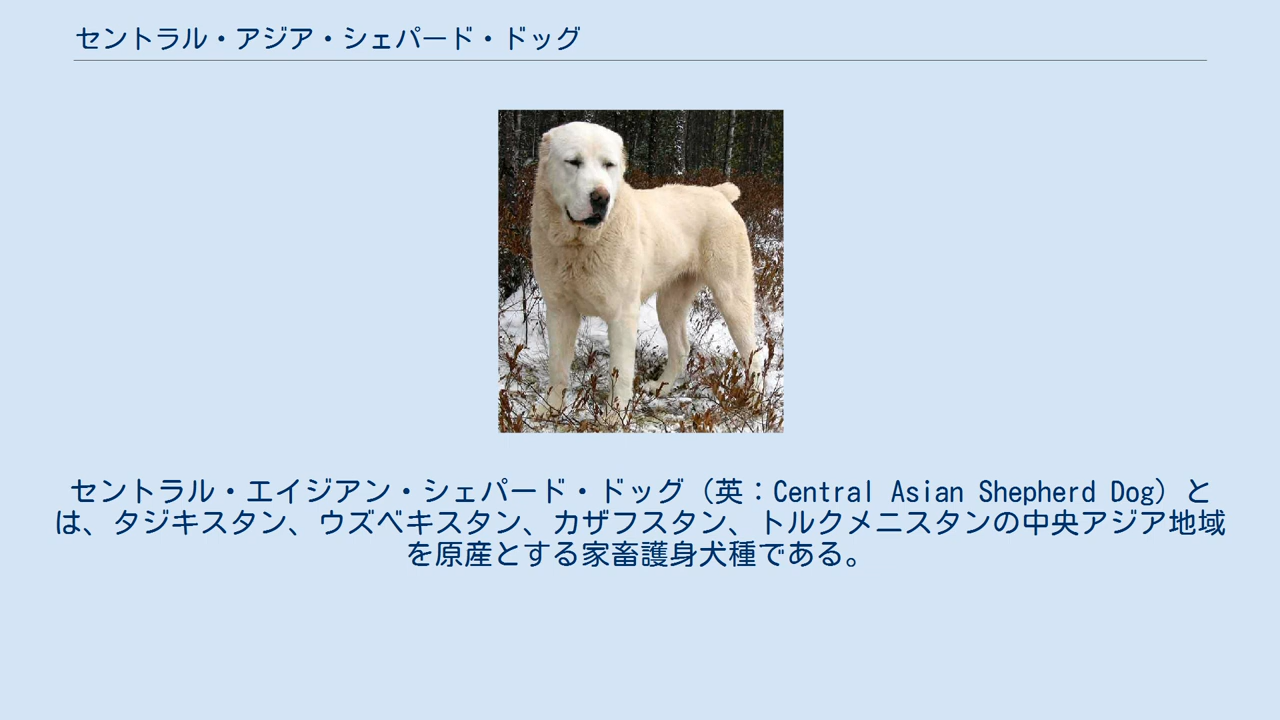 セントラル・アジア・シェパード・ドッグ
セントラル・エイジアン・シェパード・ドッグ（英：Central Asian Shepherd Dog）と
は、タジキスタン、ウズベキスタン、カザフスタン、トルクメニスタンの中央アジア地域
を原産とする家畜護身犬種である。